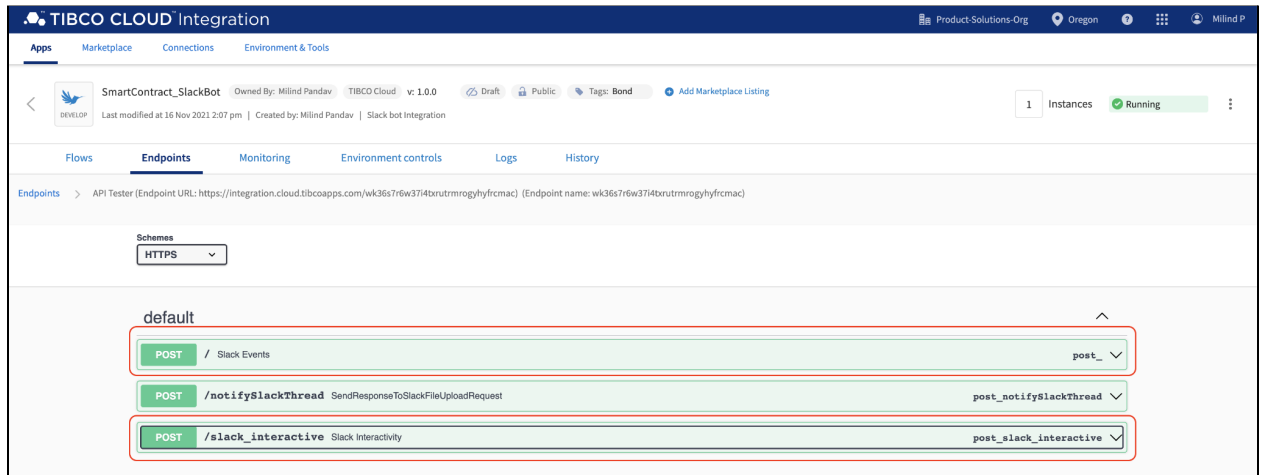 TIBCO CLOUD™ Integration Product-Solutions-Org Oregon ? Milind P
Apps Marketplace Connections Environment & Tools
SmartContract_SlackBot Owned By: Milind Pandav TIBCO Cloud v: 1.0.0 Draft Public Tags: Bond Add Marketplace Listing
DEVELOP Last modified at 16 Nov 2021 2:07 pm | Created by: Milind Pandav | Slack bot Integration
1 Instances Running
Flows Endpoints Monitoring Environment controls Logs History
Endpoints > API Tester (Endpoint URL: https://integration.cloud.tibcoapps.com/wk36s7r6w37i4txrutrmrogyhyfrcmac) (Endpoint name: wk36s7r6w37i4txrutrmrogyhyfrcmac)
Schemes
HTTPS
default
POST / Slack Events post_
POST /notifySlackThread SendResponseToSlackFileUploadRequest post_notifySlackThread
POST /slack_interactive Slack Interactivity post_slack_interactive